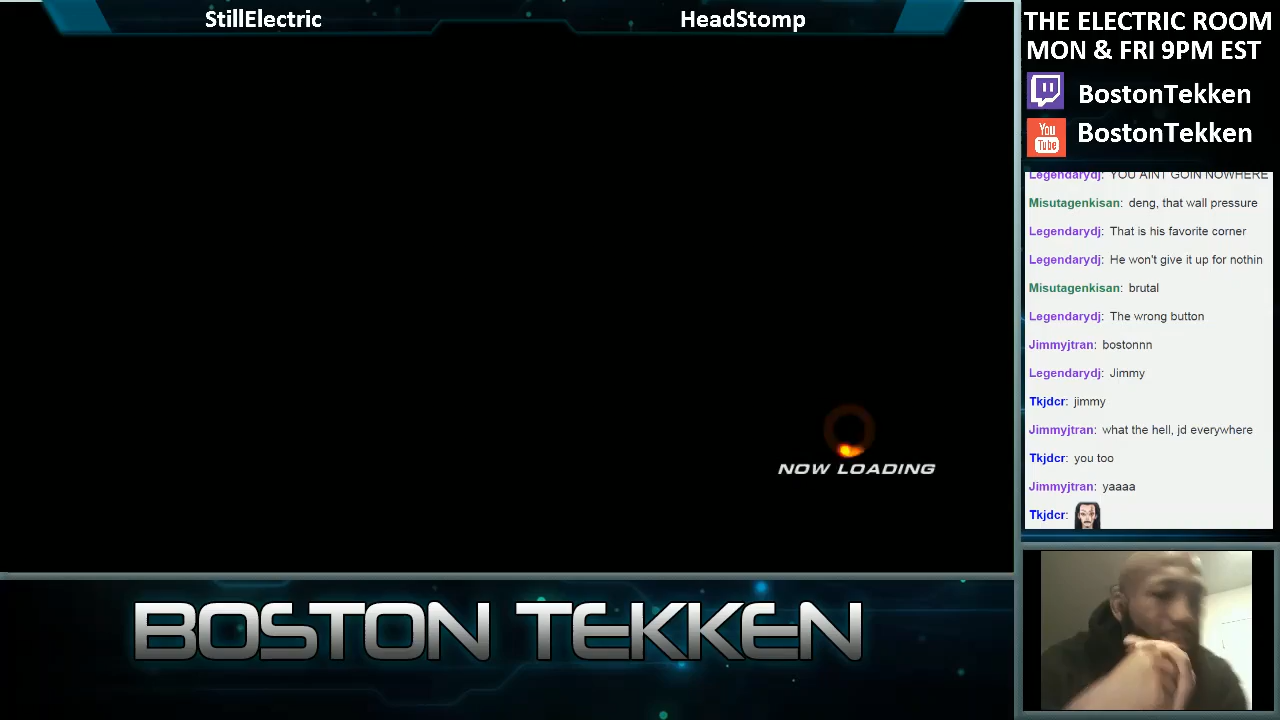 StillElectric
HeadStomp
THE ELECTRIC ROOM
MON & FRI 9PM EST
BostonTekken
You Tube
BostonTekken
Legendarydj: YOU AINT GOIN NOWHERE
Misutagenkisan: deng, that wall pressure
Legendarydj: That is his favorite corner
Legendarydj: He won't give it up for nothin
Misutagenkisan: brutal
Legendarydj: The wrong button
Jimmyjtran: bostonnn
Legendarydj: Jimmy
Tkjdcr: jimmy
Jimmyjtran: what the hell, jd everywhere
Tkjdcr: you too
Jimmyjtran: yaaaa
Tkjdcr:
NOW LOADING
BOSTON TEKKEN